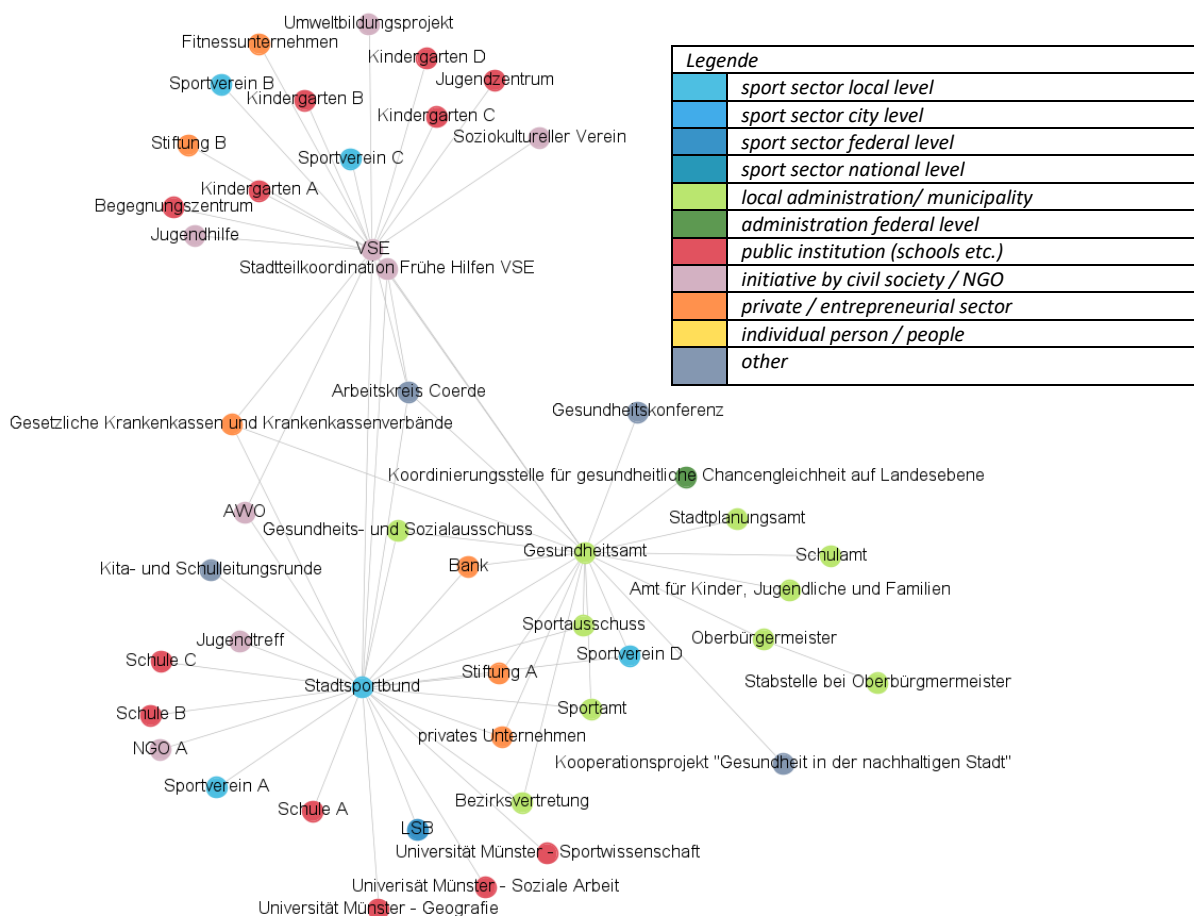 Umweltbildungsprojekt
Fitnessunternehmen
Kindergarten D
Sportverein B
Jugendzentrum
Kindergarten B
Kindergarten C
Soziokultureller Verein
Stiftung B
Sportverein C
Kindergarten A
Begegnungszentrum
Jugendhilfe
VSE
Stadtteilkoordination Frühe Hilfen VSE
Legende
sport sector local level
sport sector city level
sport sector federal level
sport sector national level
local administration/ municipality
administration federal level
public institution (schools etc.)
initiative by civil society / NGO
private / entrepreneurial sector
individual person / people
other
Arbeitskreis Coerde
Gesetzliche Krankenkassen und Krankenkassenverbände
Gesundheitskonferenz
Koordinierungsstelle für gesundheitliche Chancengleichheit auf Landesebene
AWO
Gesundheits- und Sozialausschuss
Stadtplanungsamt
Gesundheitsamt
Schulamt
Kita- und Schulleitungsrunde
Bank
Amt für Kinder, Jugendliche und Familien
Sportausschuss
Oberbürgermeister
Jugendtreff
Sportverein D
Schule C
Stiftung A
Stabstelle bei Oberbürgmermeister
Stadtsportbund
Sportamt
Schule B
privates Unternehmen
NGO A
Kooperationsprojekt "Gesundheit in der nachhaltigen Stadt"
Sportverein A
Bezirksvertretung
Schule A
LSB
Universität Münster - Sportwissenschaft
Univerisät Münster - Soziale Arbeit
Universität Münster - Geografie